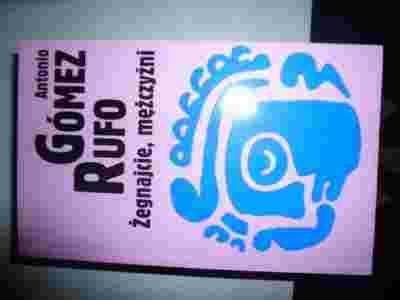 Antonio
GÓMEZ
RUFO
Żegnajcie, mężczyźni